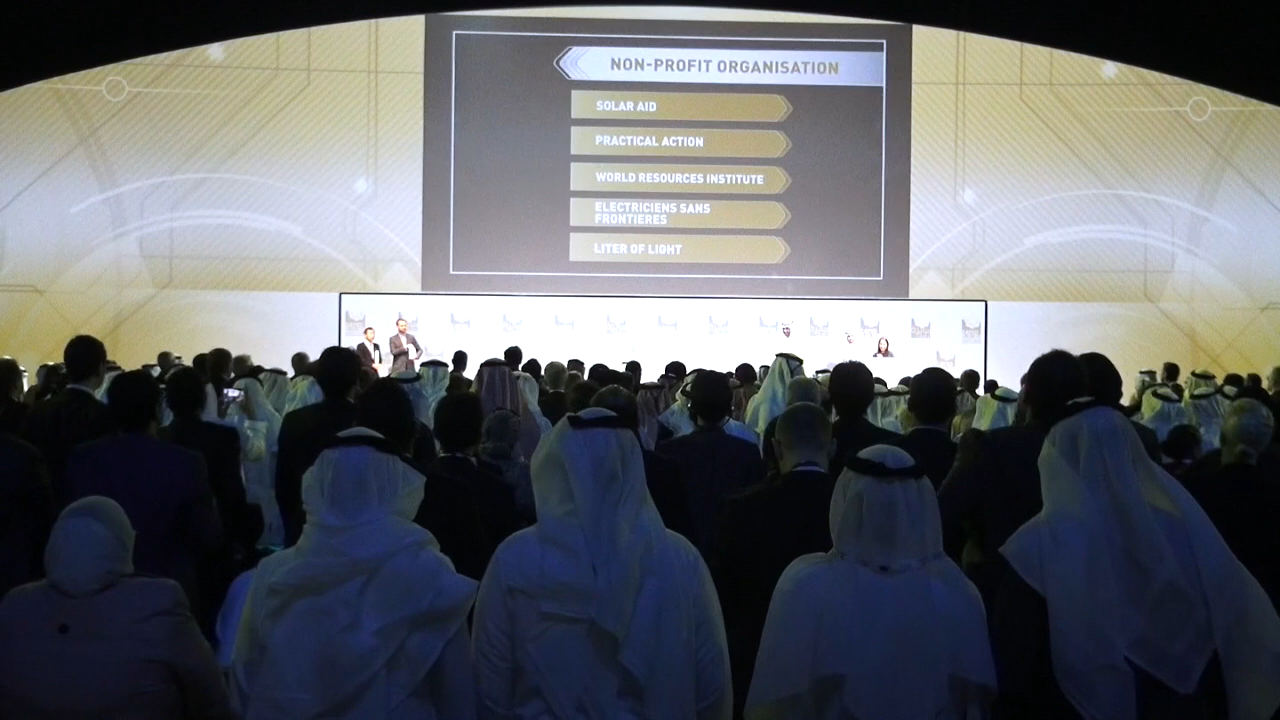 NON-PROFIT ORGANISATION
SOLAR AID
PRACTICAL ACTION
WORLD RESOURCES INSTITUTE
ELECTRICIENS SANS
FRONTIERES
LITER OF LIGHT